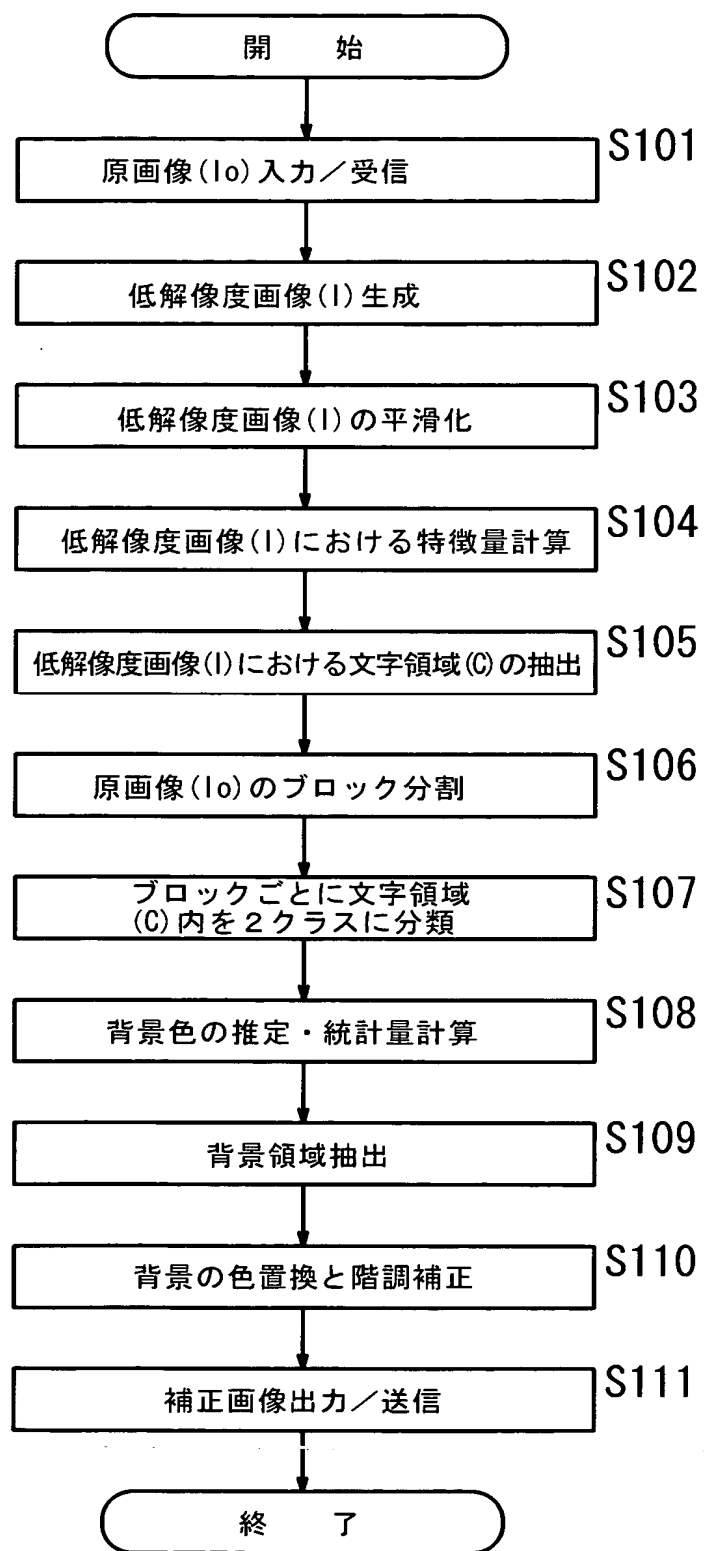 開 始
S101
原画像(Io)入力／受信
S102
低解像度画像(I)生成
S103
低解像度画像(I)の平滑化
S104
低解像度画像(I)における特徴量計算
S105
低解像度画像(I)における文字領域(C)の抽出
S106
原画像(Io)のブロック分割
S107
ブロックごとに文字領域
(C)内を２クラスに分類
S108
背景色の推定・統計量計算
S109
背景領域抽出
S110
背景の色置換と階調補正
S111
補正画像出力／送信
終 了